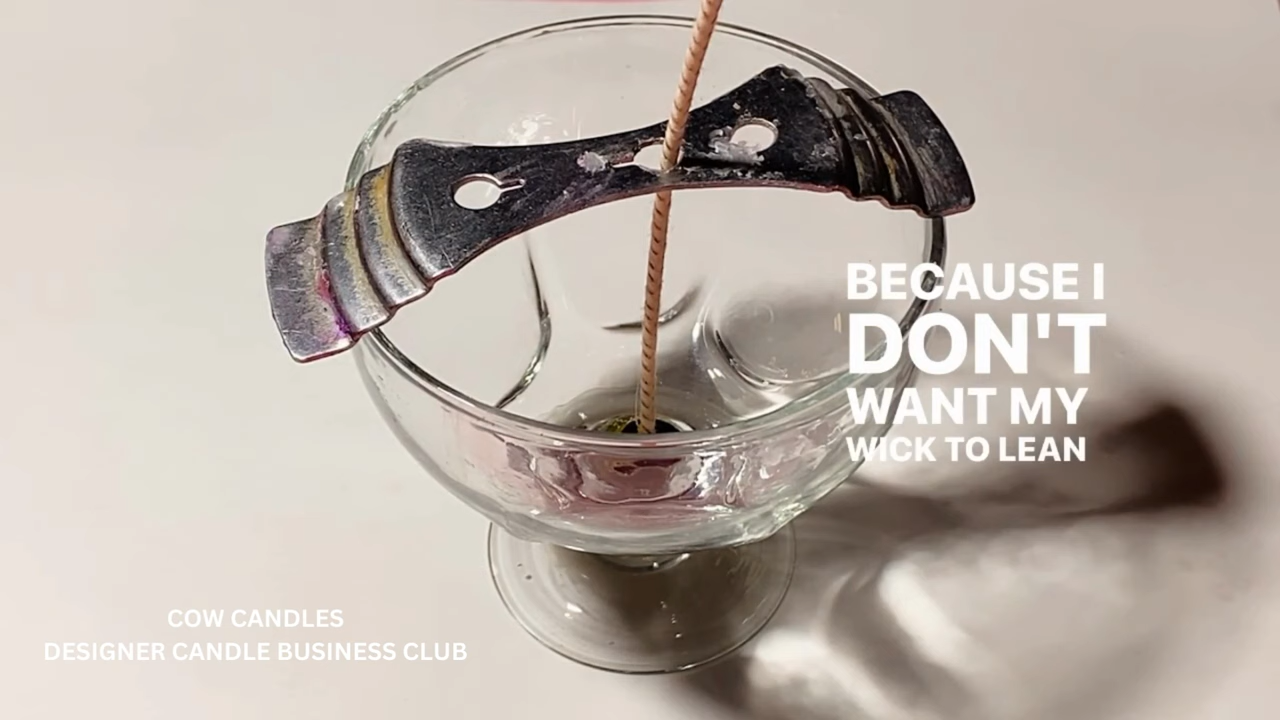 BECAUSE I
DON'T
WANT MY
WICK TO LEAN
COW CANDLES
DESIGNER CANDLE BUSINESS CLUB